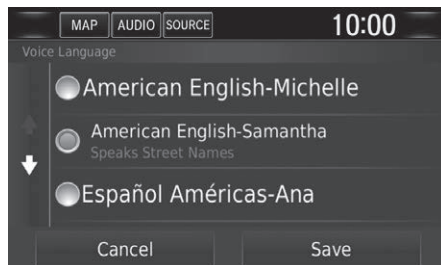 MAP AUDIO SOURCE 10:00
Voice Language
American English-Michelle
American English-Samantha
Speaks Street Names
Español Américas-Ana
Cancel Save